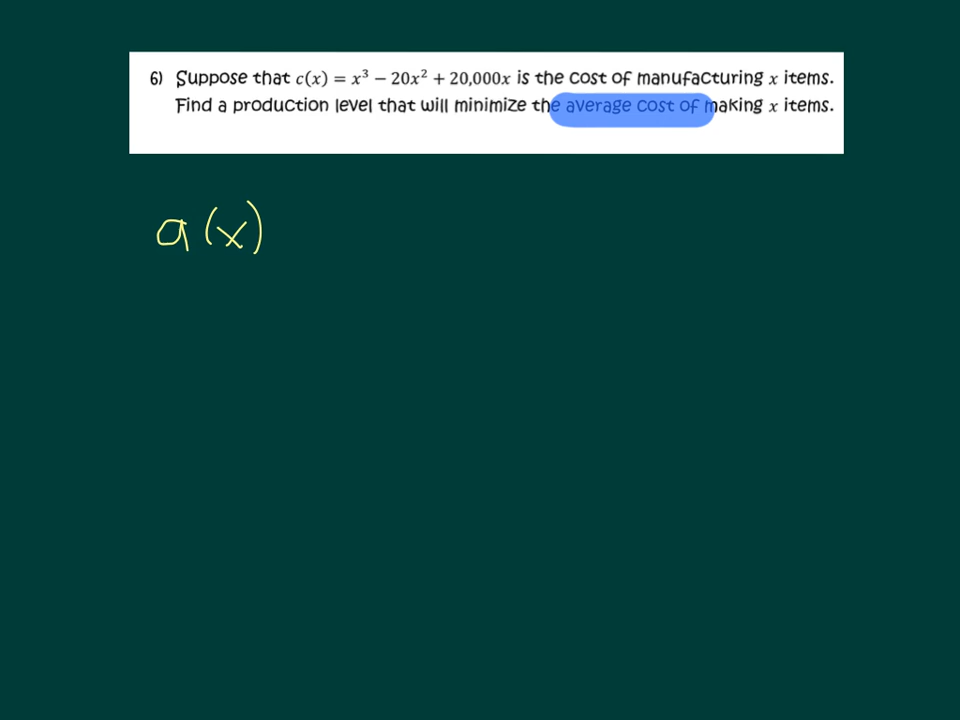 6) Suppose that c(x) = x³ − 20x² + 20,000x is the cost of manufacturing x items.
Find a production level that will minimize the average cost of making x items.
a(x)